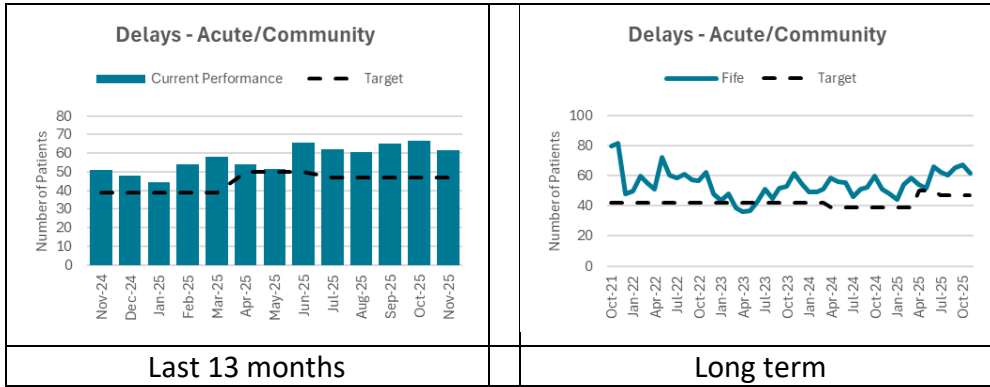 Delays - Acute/Community
Current Performance Target
Number of Patients
80
70
60
50
40
30
20
10
0
Nov-24 Dec-24 Jan-25 Feb-25 Mar-25 Apr-25 May-25 Jun-25 Jul-25 Aug-25 Sep-25 Oct-25 Nov-25
Last 13 months
Delays - Acute/Community
Fife Target
Number of Patients
100
80
60
40
20
0
Oct-21 Jan-22 Apr-22 Jul-22 Oct-22 Jan-23 Apr-23 Jul-23 Oct-23 Jan-24 Apr-24 Jul-24 Oct-24 Jan-25 Apr-25 Jul-25 Oct-25
Long term